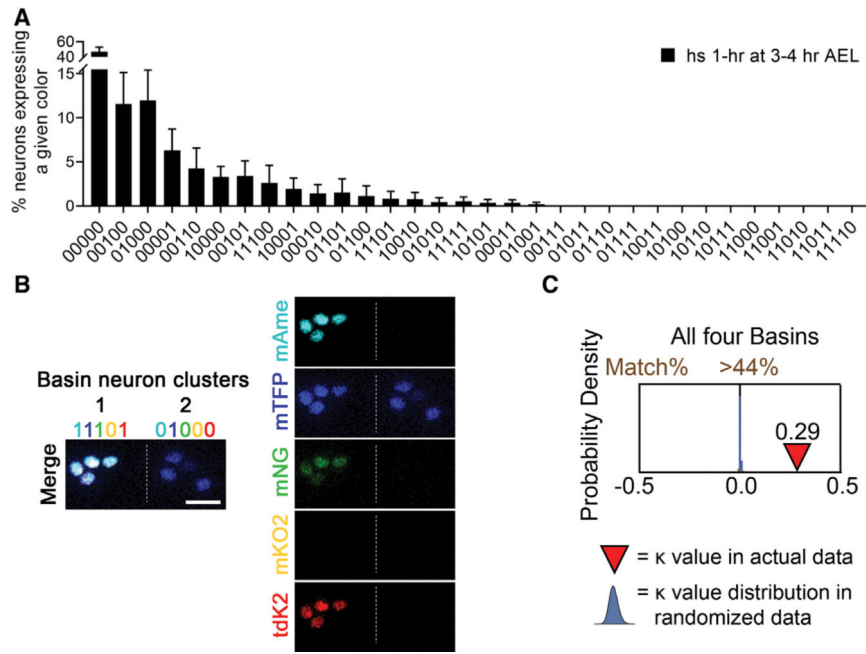 A
% neurons expressing
a given color
60
40
15
10
5
0
hs 1-hr at 3-4 hr AEL
00000
00100
01000
00001
00110
10000
00101
11100
10001
00010
01101
01100
11101
10010
01010
11111
10101
00011
01001
00111
01011
01110
01111
10011
10100
10110
10111
11000
11001
11010
11011
11110
B
Basin neuron clusters
1 2
11101 01000
Merge
mAme
mTFP
mNG
mKO2
tdK2
C
All four Basins
Match% >44%
Probability Density
0.29
-0.5 0.0 0.5
= κ value in actual data
= κ value distribution in
randomized data